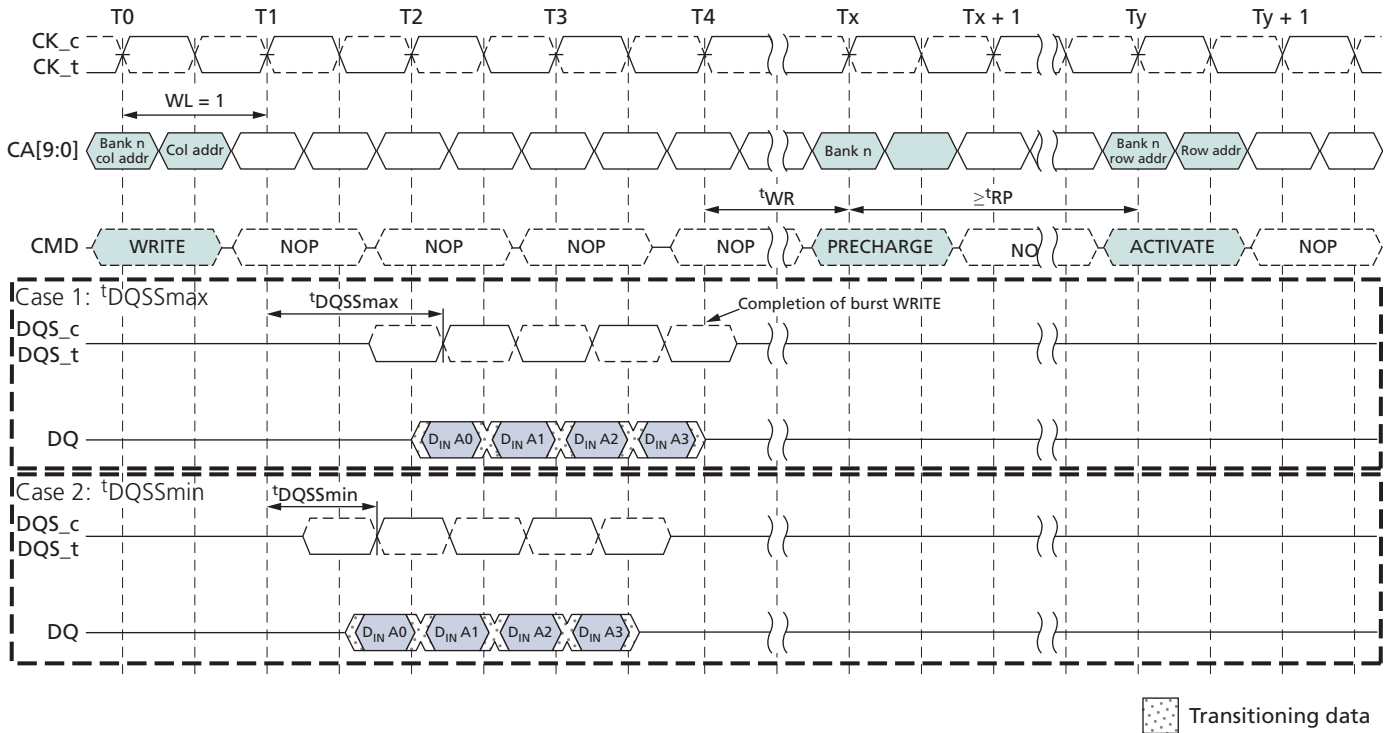 T0 T1 T2 T3 T4 Tx Tx + 1 Ty Ty + 1
CK_c
CK_t
WL = 1
CA[9:0] Bank n col addr Col addr Bank n Bank n row addr Row addr
tWR ≥tRP
CMD WRITE NOP NOP NOP NOP PRECHARGE NO ACTIVATE NOP
Case 1: tDQSSmax
tDQSSmax
Completion of burst WRITE
DQS_c
DQS_t
DQ DIN A0 DIN A1 DIN A2 DIN A3
Case 2: tDQSSmin
tDQSSmin
DQS_c
DQS_t
DQ DIN A0 DIN A1 DIN A2 DIN A3
Transitioning data